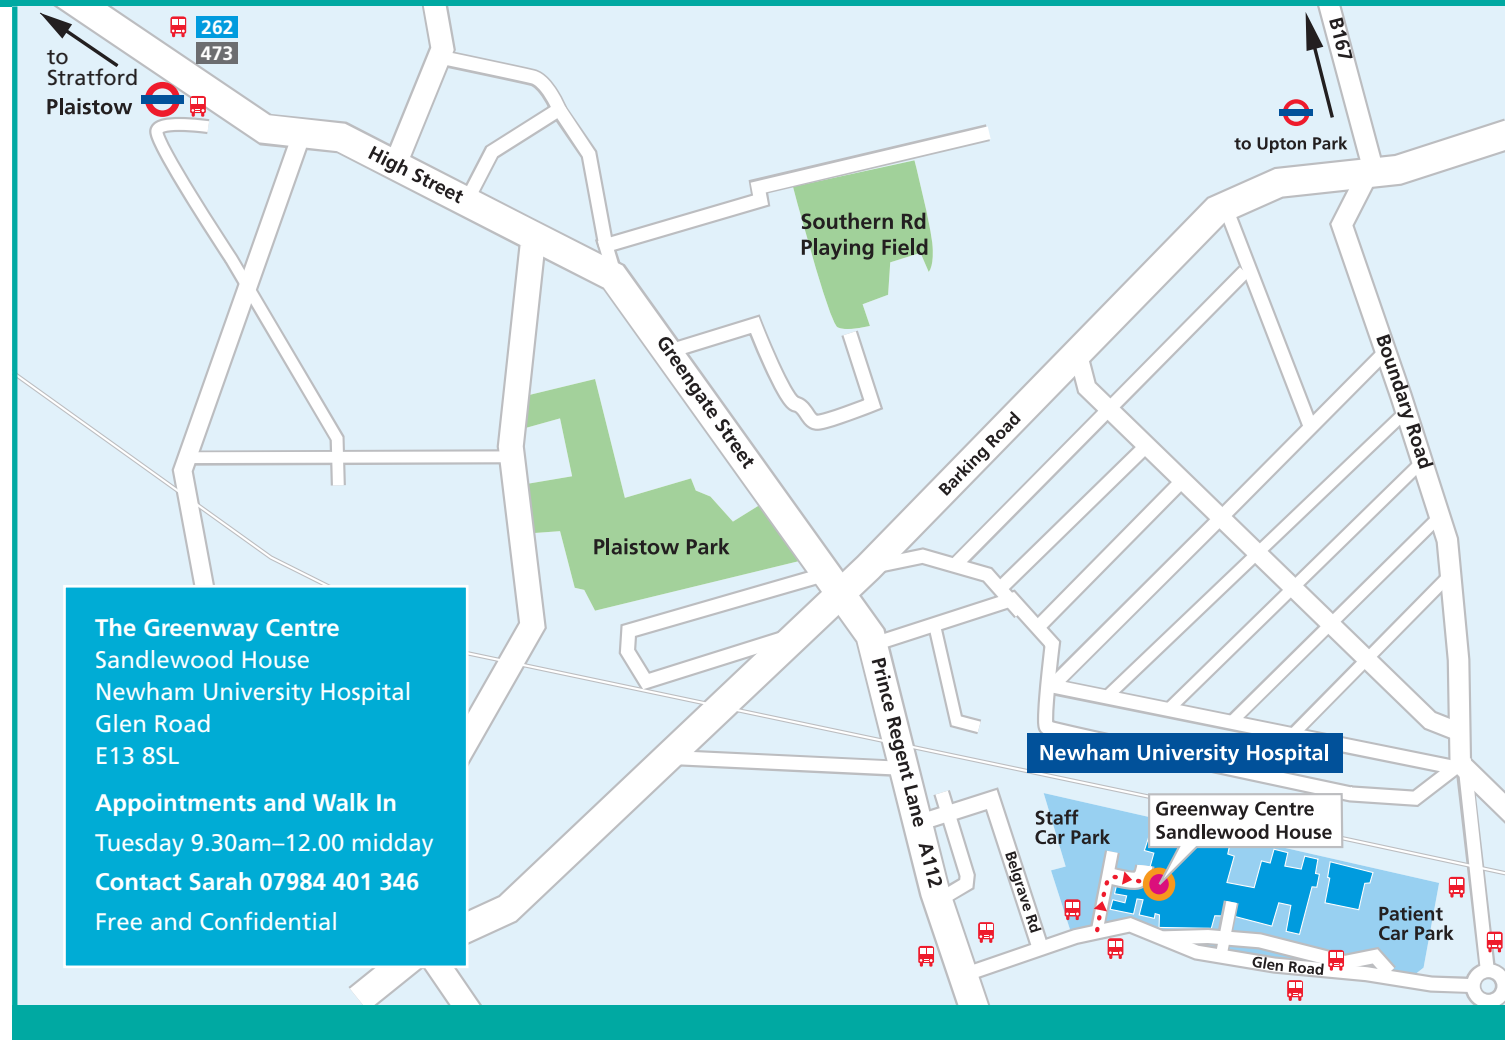 262
473
to
Stratford
Plaistow
High Street
Southern Rd
Playing Field
B167
to Upton Park
Greengate Street
Barking Road
Boundary Road
Plaistow Park
The Greenway Centre
Sandlewood House
Newham University Hospital
Glen Road
E13 8SL
Appointments and Walk In
Tuesday 9.30am–12.00 midday
Contact Sarah 07984 401 346
Free and Confidential
Prince Regent Lane A112
Newham University Hospital
Greenway Centre
Sandlewood House
Staff
Car Park
Belgrave Rd
Patient
Car Park
Glen Road